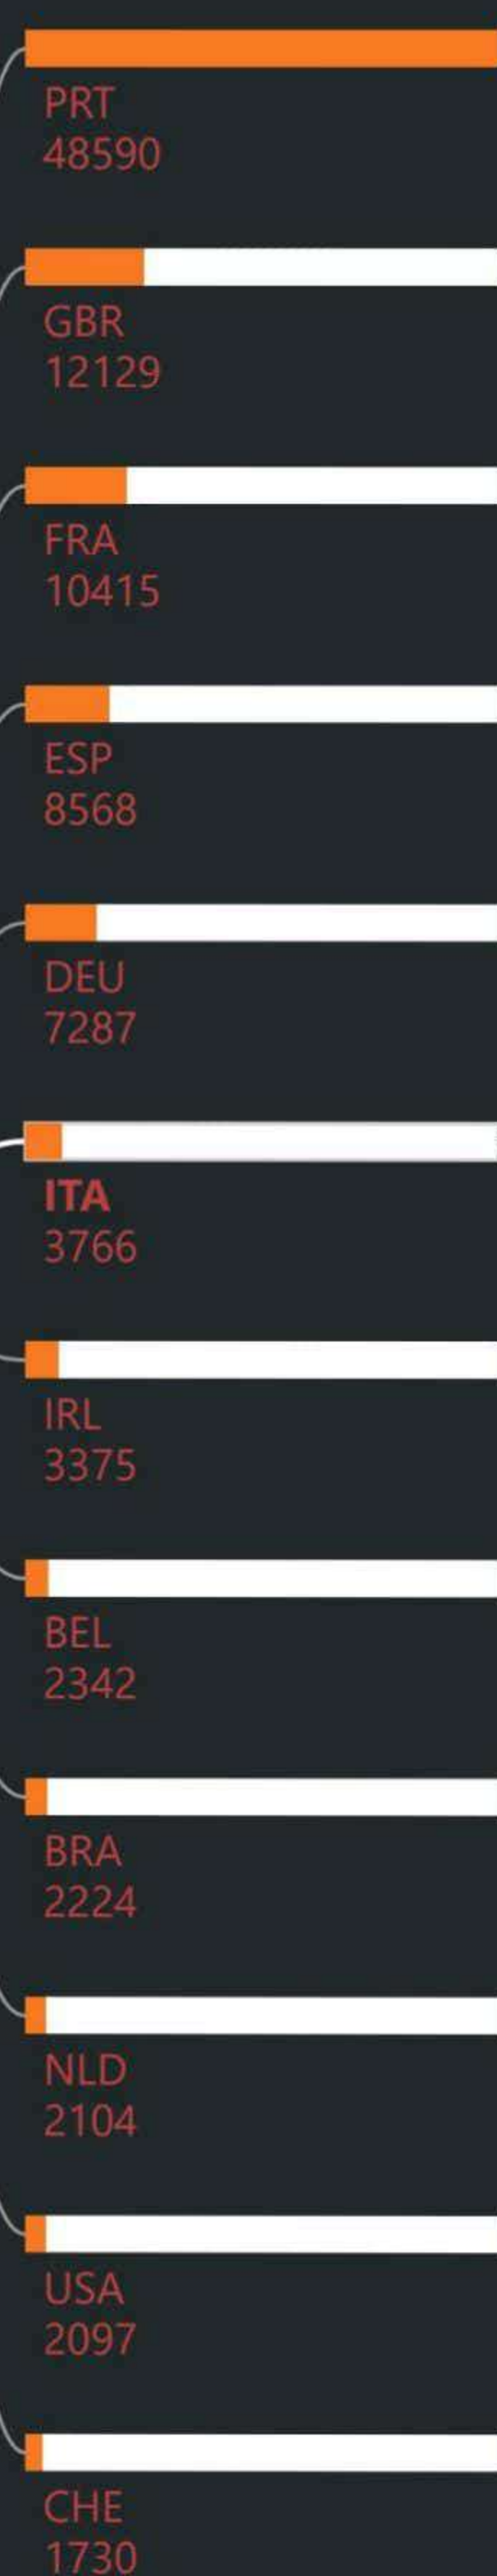 PRT
48590
GBR
12129
FRA
10415
ESP
8568
DEU
7287
ITA
3766
IRL
3375
BEL
2342
BRA
2224
NLD
2104
USA
2097
CHE
1730